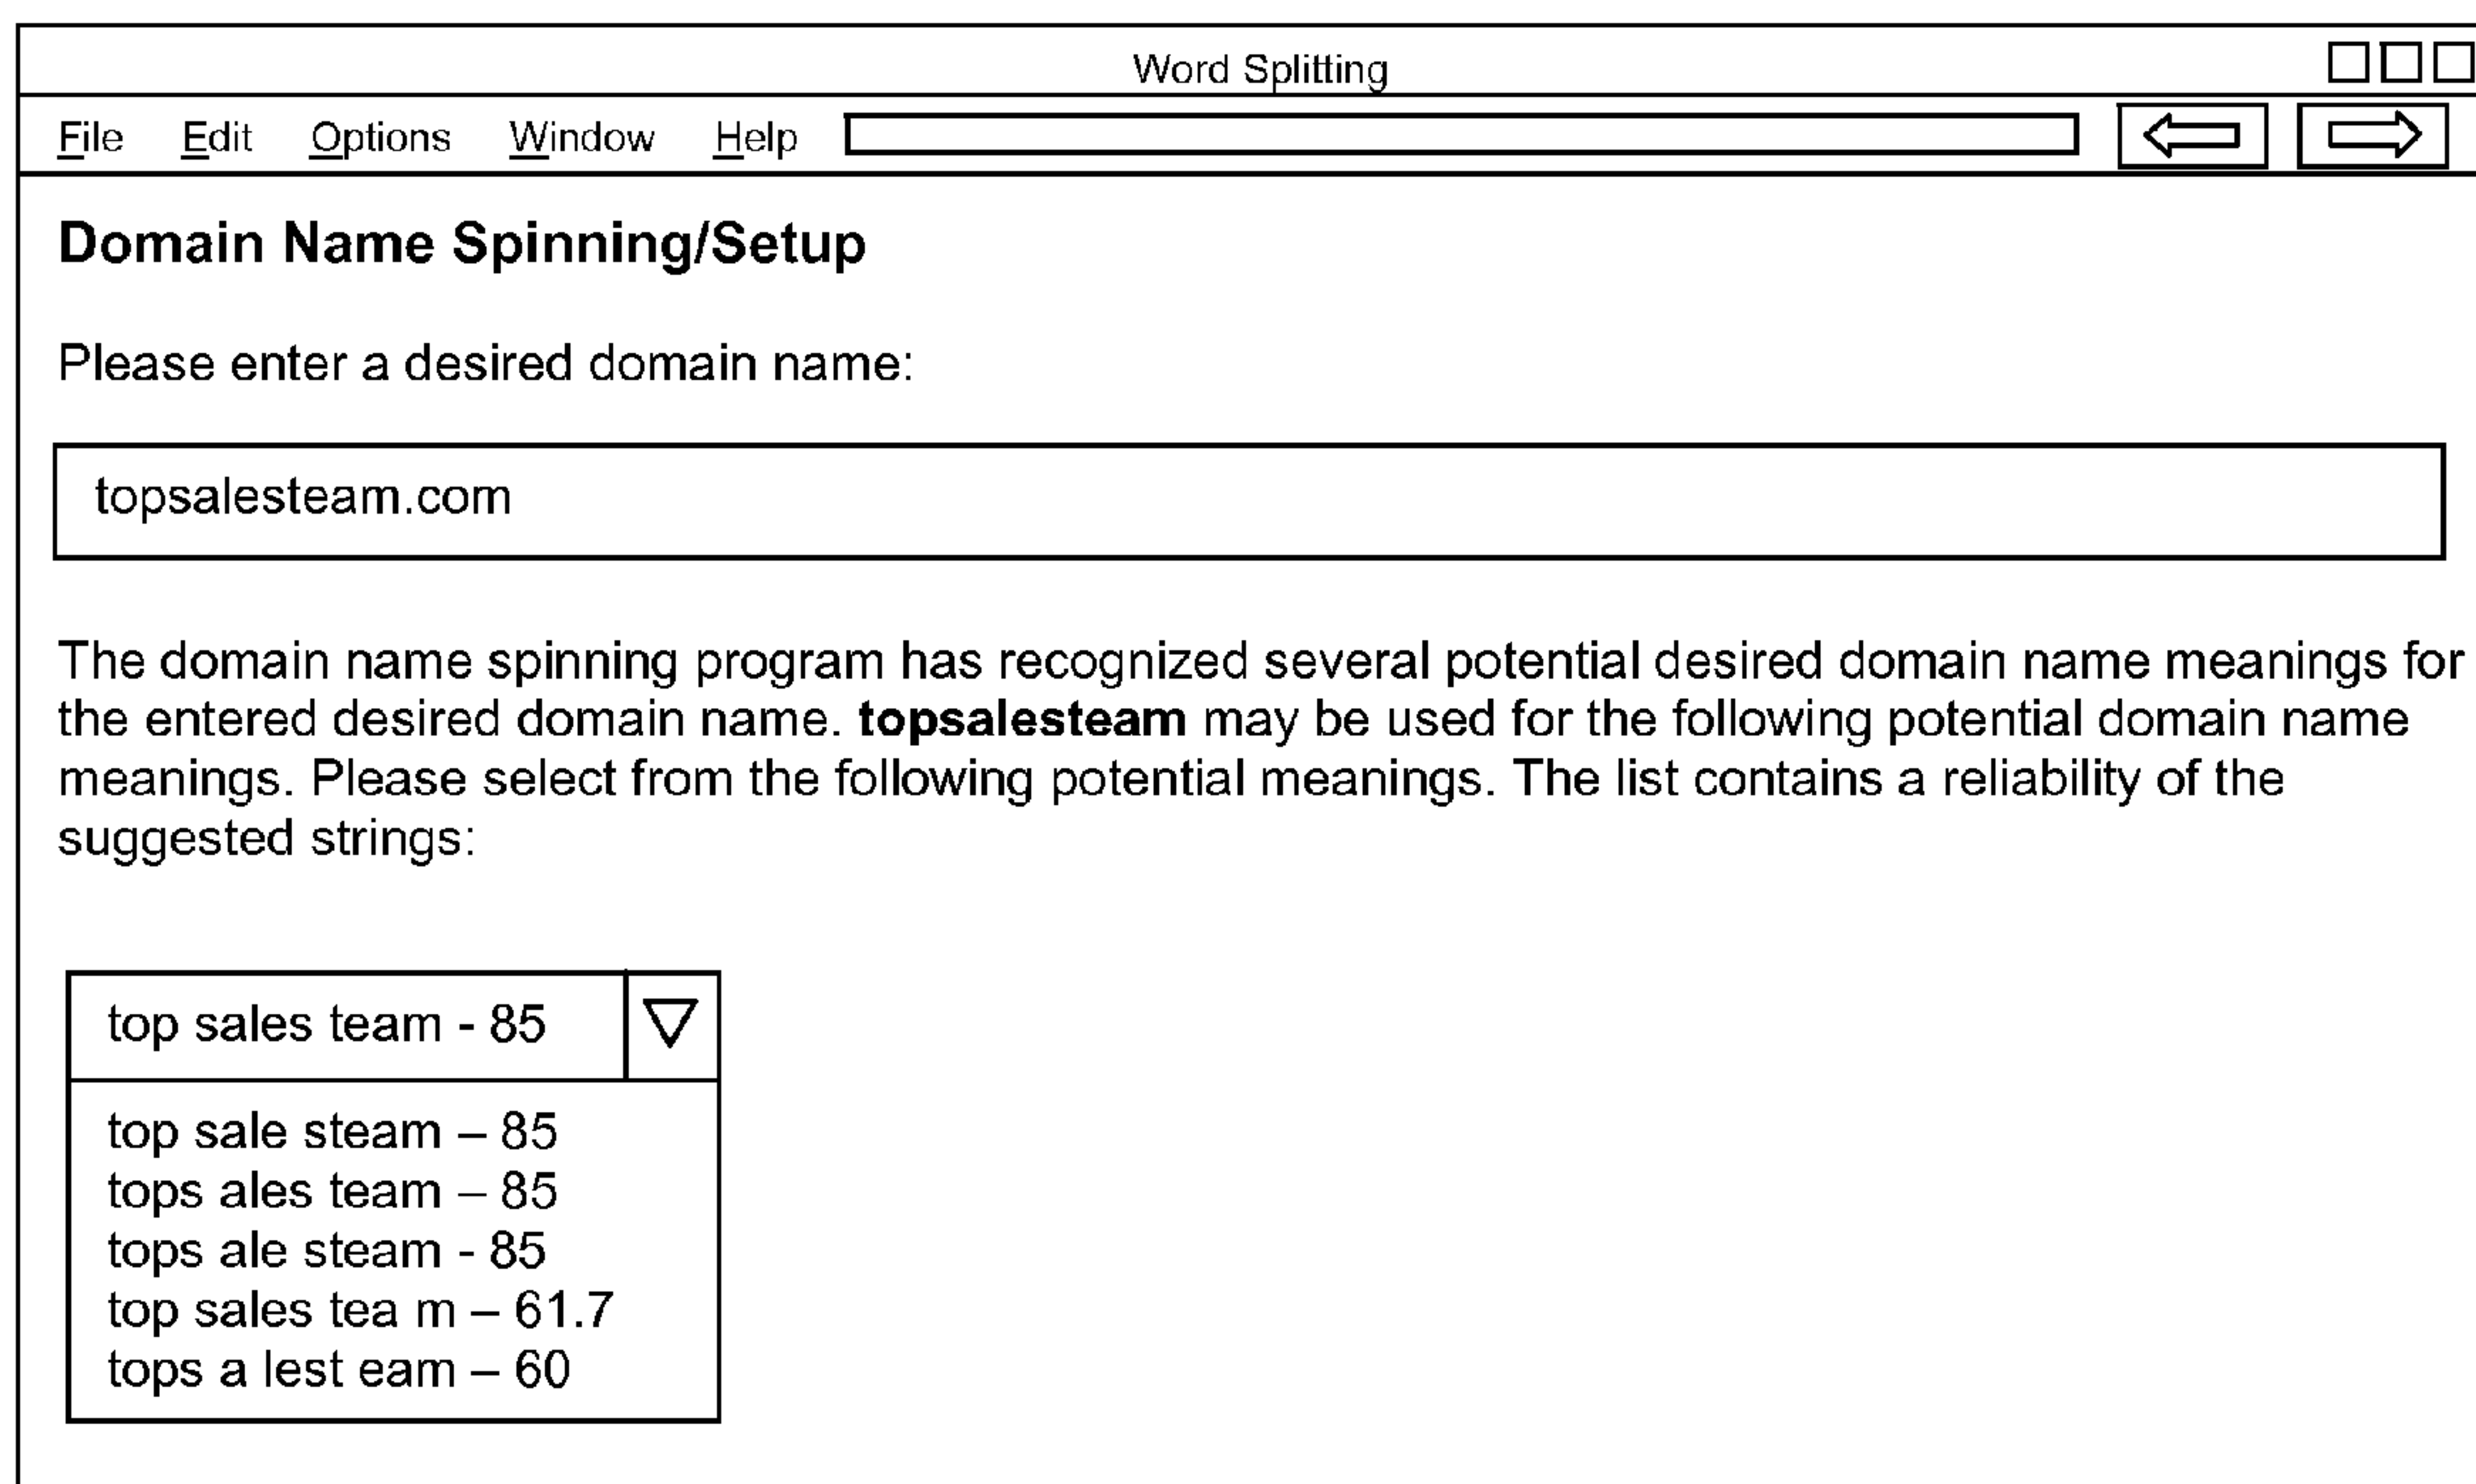 Word Splitting
File Edit Options Window Help
Domain Name Spinning/Setup
Please enter a desired domain name:
topsalesteam.com
The domain name spinning program has recognized several potential desired domain name meanings for
the entered desired domain name. topsalesteam may be used for the following potential domain name
meanings. Please select from the following potential meanings. The list contains a reliability of the
suggested strings:
top sales team - 85
top sale steam – 85
tops ales team – 85
tops ale steam - 85
top sales tea m – 61.7
tops a lest eam – 60